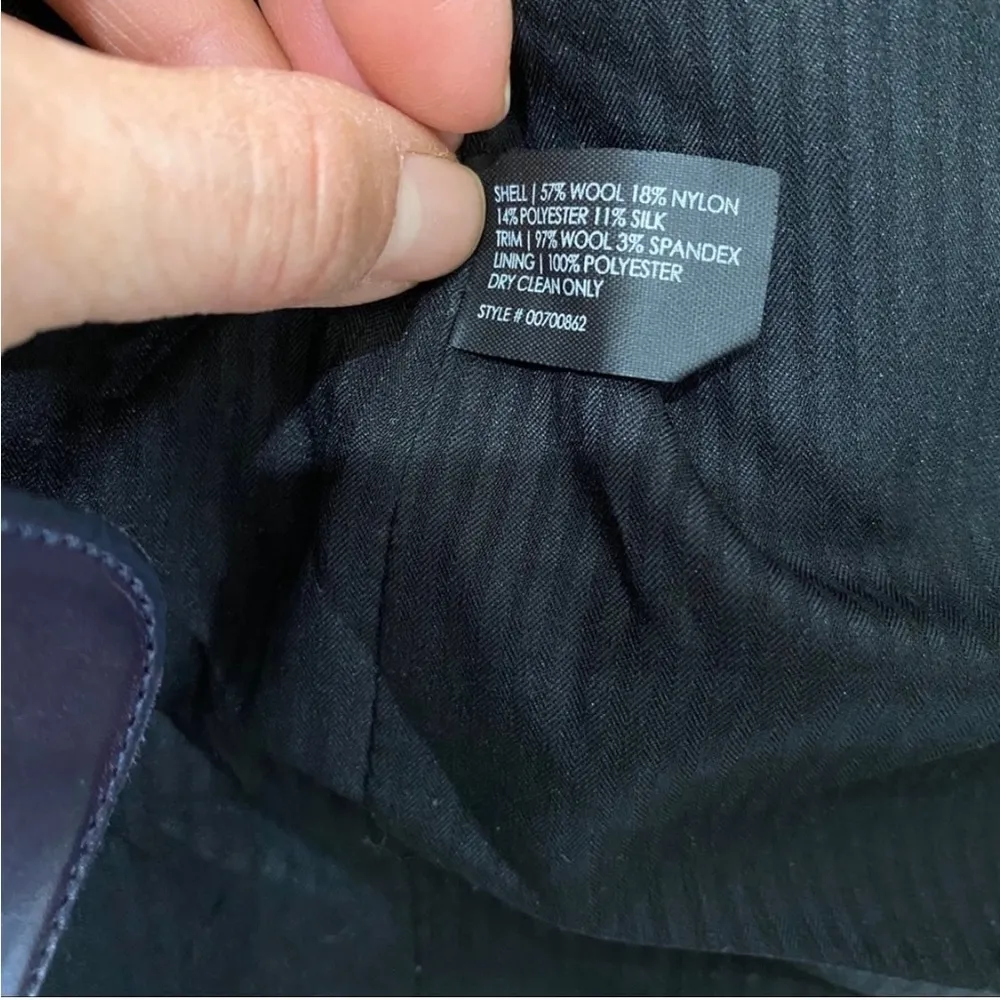 SHELL | 57% WOOL 18% NYLON
14% POLYESTER 11% SILK
TRIM | 97% WOOL 3% SPANDEX
LINING | 100% POLYESTER
DRY CLEAN ONLY
STYLE # 00700862